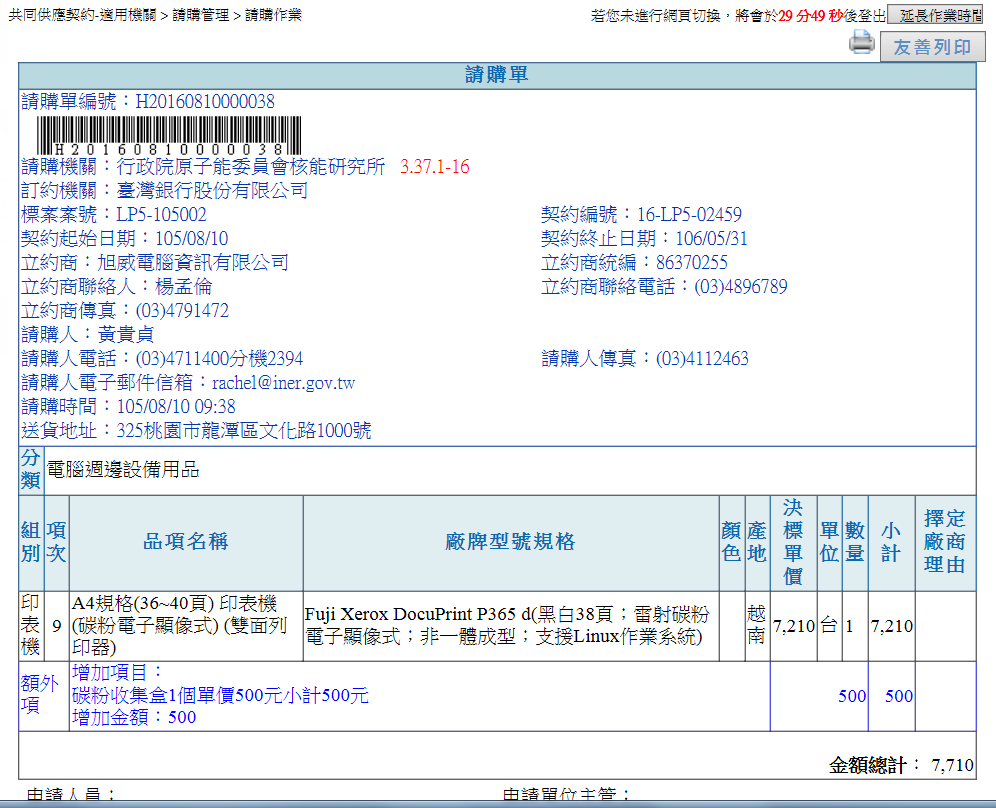 共同供應契約-適用機關 > 請購管理 > 請購作業
若您未進行網頁切換，將會於29 分49 秒後登出 延長作業時間
友善列印
請購單
請購單編號：H20160810000038
H20160810000038
請購機關：行政院原子能委員會核能研究所 3.37.1-16
訂約機關：臺灣銀行股份有限公司
標案案號：LP5-105002 契約編號：16-LP5-02459
契約起始日期：105/08/10 契約終止日期：106/05/31
立約商：旭威電腦資訊有限公司 立約商統編：86370255
立約商聯絡人：楊孟倫 立約商聯絡電話：(03)4896789
立約商傳真：(03)4791472
請購人：黃貴貞
請購人電話：(03)4711400分機2394 請購人傳真：(03)4112463
請購人電子郵件信箱：rachel@iner.gov.tw
請購時間：105/08/10 09:38
送貨地址：325桃園市龍潭區文化路1000號
分類 電腦週邊設備用品
組別 項次 品項名稱 廠牌型號規格 顏色 產地 決標單價 單位 數量 小計 擇定廠商理由
印表機 9 A4規格(36~40頁) 印表機 (碳粉電子顯像式) (雙面列印器) Fuji Xerox DocuPrint P365 d(黑白38頁；雷射碳粉電子顯像式；非一體成型；支援Linux作業系統) 越南 7,210 台 1 7,210
額外項 增加項目：
碳粉收集盒1個單價500元小計500元 500 500
增加金額：500
金額總計： 7,710
申請人員： 申請單位主管：